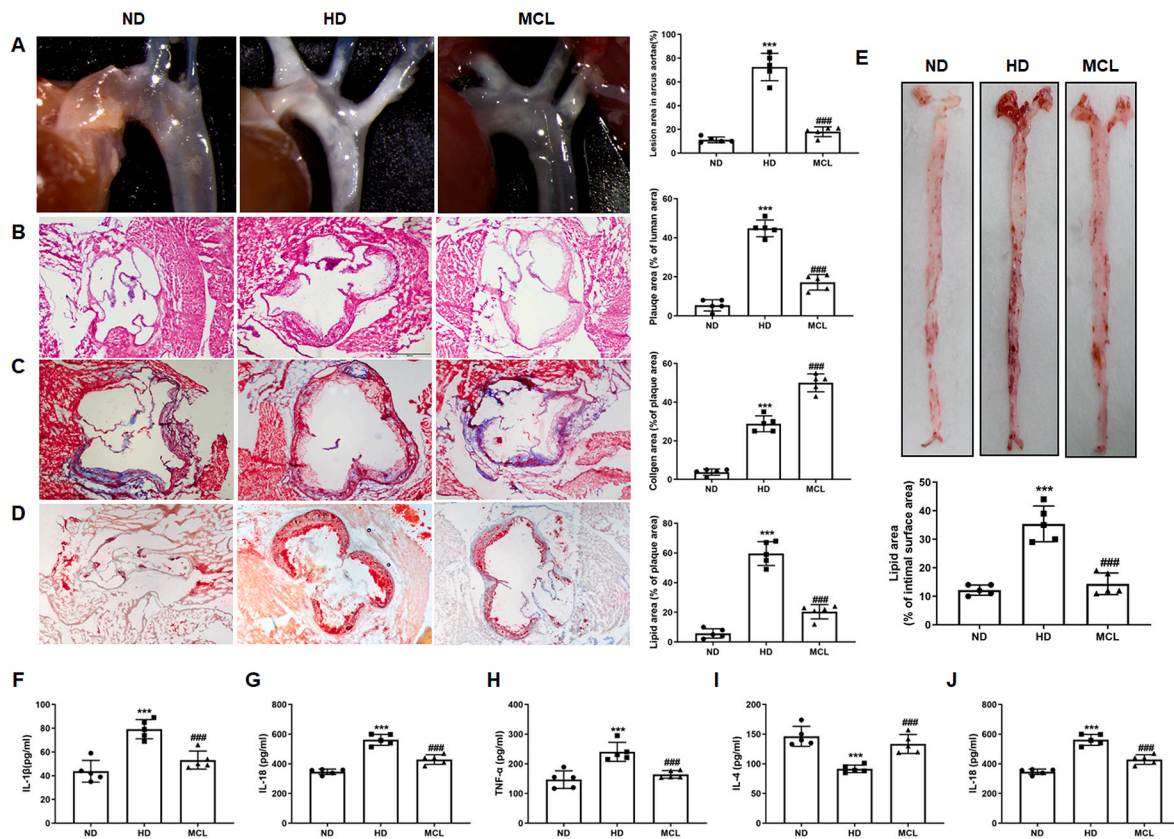 ND HD MCL
A
Lesion area in arcus aortae(%)
100
80
60
40
20
0
***
###
ND HD MCL
E
ND HD MCL
B
Plauqe area (% of luman aera)
80
60
40
20
0
***
###
ND HD MCL
C
Collgen area (%of plaque area)
60
40
20
0
***
###
ND HD MCL
D
Lipid area (% of plaque area)
80
60
40
20
0
***
###
ND HD MCL
Lipid area
(% of intimal surface area)
50
40
30
20
10
0
***
###
ND HD MCL
F
IL-1β(pg/ml)
100
80
60
40
20
0
***
###
ND HD MCL
G
IL-18 (pg/ml)
800
600
400
200
0
***
###
ND HD MCL
H
TNF-α (pg/ml)
400
300
200
100
0
***
###
ND HD MCL
I
IL-4 (pg/ml)
200
150
100
50
0
***
###
ND HD MCL
J
IL-18 (pg/ml)
800
600
400
200
0
***
###
ND HD MCL